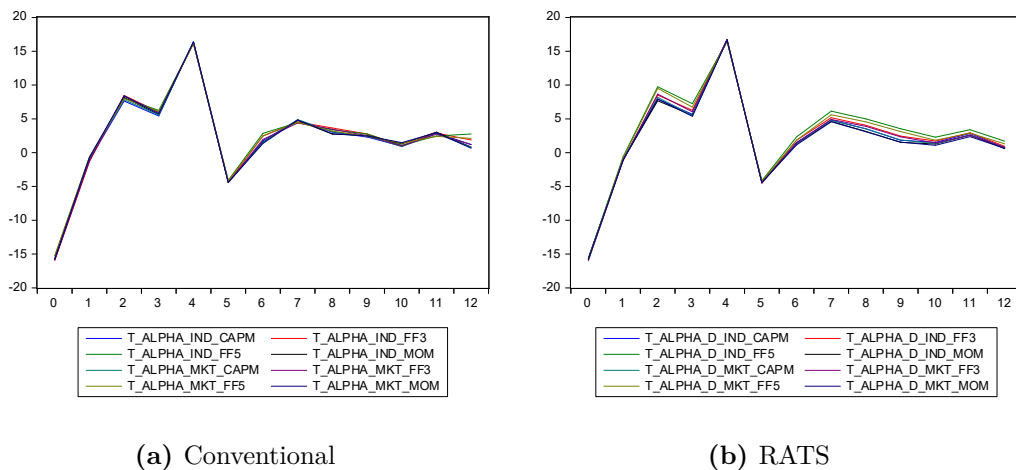 20
15
10
5
0
-5
-10
-15
-20
0 1 2 3 4 5 6 7 8 9 10 11 12
T_ALPHA_IND_CAPM T_ALPHA_IND_FF3
T_ALPHA_IND_FF5 T_ALPHA_IND_MOM
T_ALPHA_MKT_CAPM T_ALPHA_MKT_FF3
T_ALPHA_MKT_FF5 T_ALPHA_MKT_MOM
(a) Conventional
20
15
10
5
0
-5
-10
-15
-20
0 1 2 3 4 5 6 7 8 9 10 11 12
T_ALPHA_D_IND_CAPM T_ALPHA_D_IND_FF3
T_ALPHA_D_IND_FF5 T_ALPHA_D_IND_MOM
T_ALPHA_D_MKT_CAPM T_ALPHA_D_MKT_FF3
T_ALPHA_D_MKT_FF5 T_ALPHA_D_MKT_MOM
(b) RATS